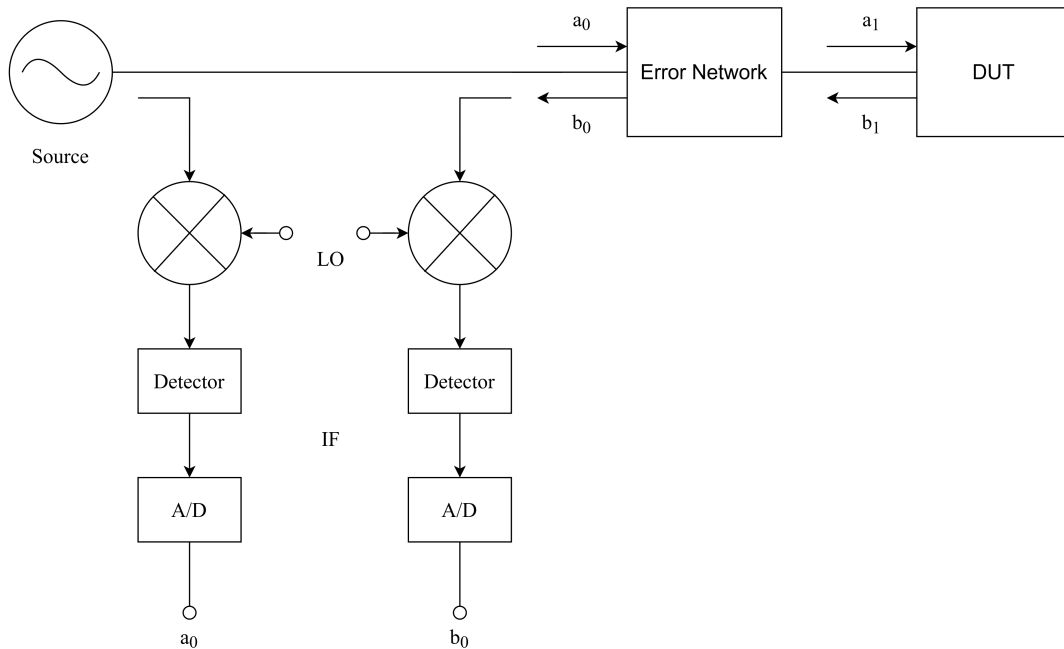 a₀
a₁
Error Network
DUT
b₀
b₁
Source
LO
Detector
Detector
IF
A/D
A/D
a₀
b₀